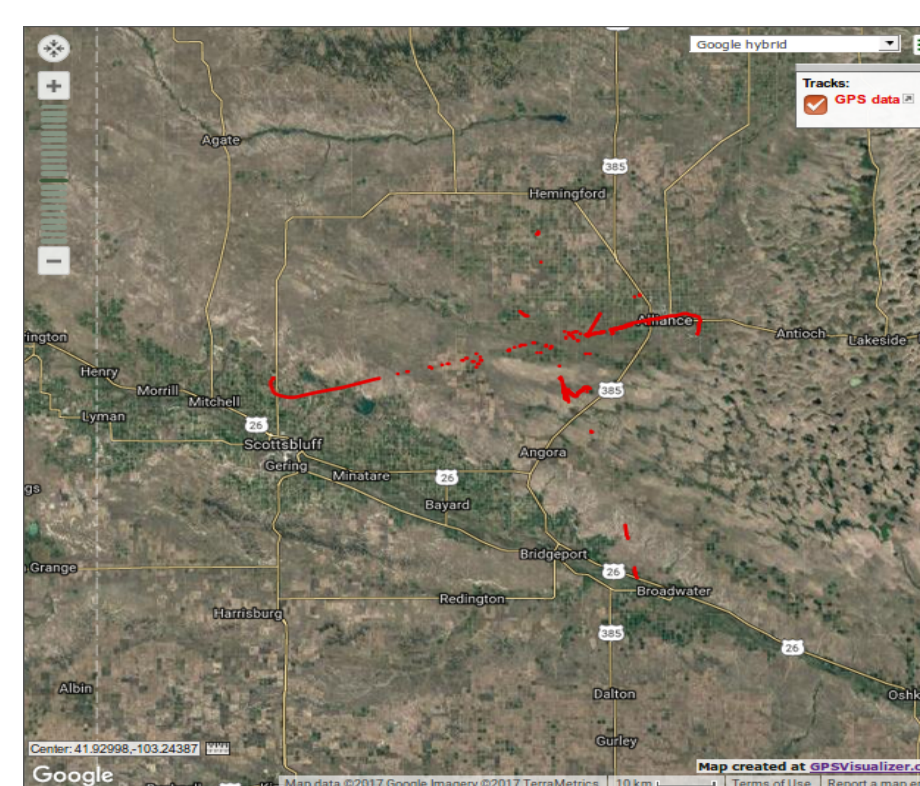 Google hybrid
Tracks:
GPS data
Agate
385
Hemingford
Alliance
Antioch
Lakeside
ington
Henry
Morrill
Mitchell
Lyman
26
385
Scottsbluff
Gering
Angora
Minatare
26
gs
Bayard
Bridgeport
Grange
26
Broadwater
Redington
Harrisburg
385
26
Albin
Dalton
Oshk
Gurley
Center: 41.92998,-103.24387
Map created at GPSVisualizer.c
Google
Map data ©2017 Google Imagery ©2017 TerraMetrics
10 km
Terms of Use
Report a map e